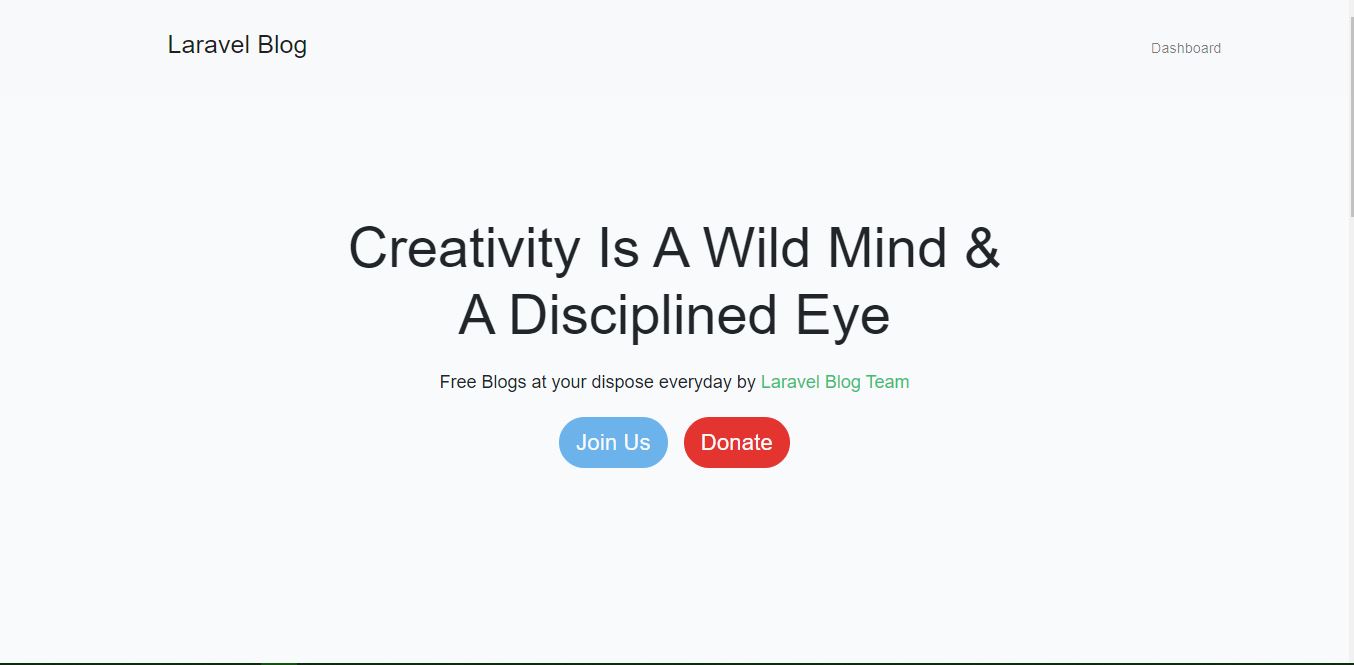 Laravel Blog
Dashboard
Creativity Is A Wild Mind &
A Disciplined Eye
Free Blogs at your dispose everyday by Laravel Blog Team
Join Us
Donate